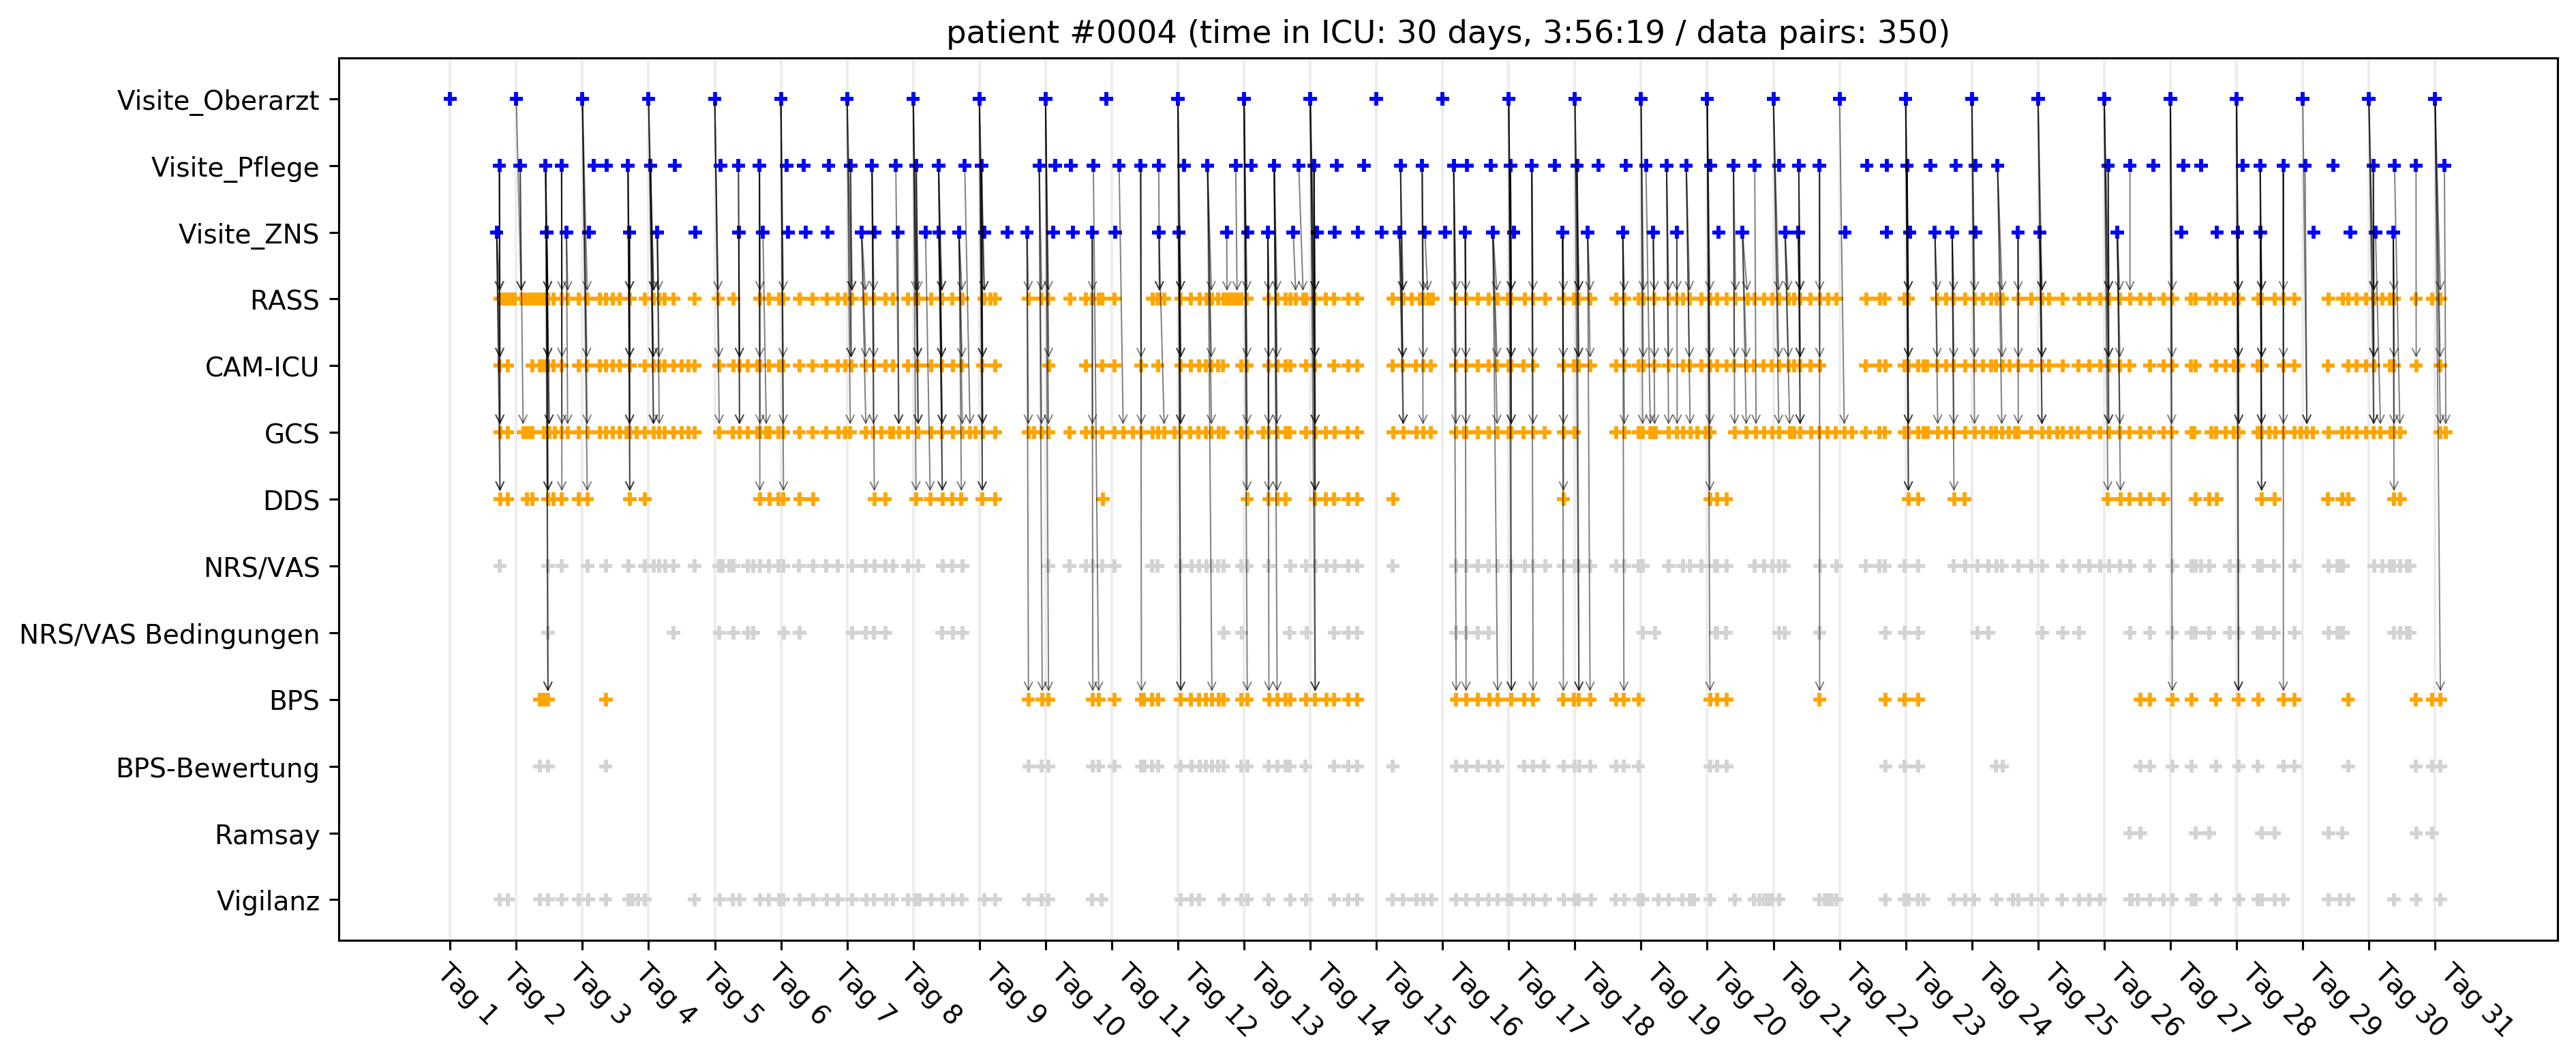 patient #0004 (time in ICU: 30 days, 3:56:19 / data pairs: 350)
Visite_Oberarzt
Visite_Pflege
Visite_ZNS
RASS
CAM-ICU
GCS
DDS
NRS/VAS
NRS/VAS Bedingungen
BPS
BPS-Bewertung
Ramsay
Vigilanz
Tag 1
Tag 2
Tag 3
Tag 4
Tag 5
Tag 6
Tag 7
Tag 8
Tag 9
Tag 10
Tag 11
Tag 12
Tag 13
Tag 14
Tag 15
Tag 16
Tag 17
Tag 18
Tag 19
Tag 20
Tag 21
Tag 22
Tag 23
Tag 24
Tag 25
Tag 26
Tag 27
Tag 28
Tag 29
Tag 30
Tag 31